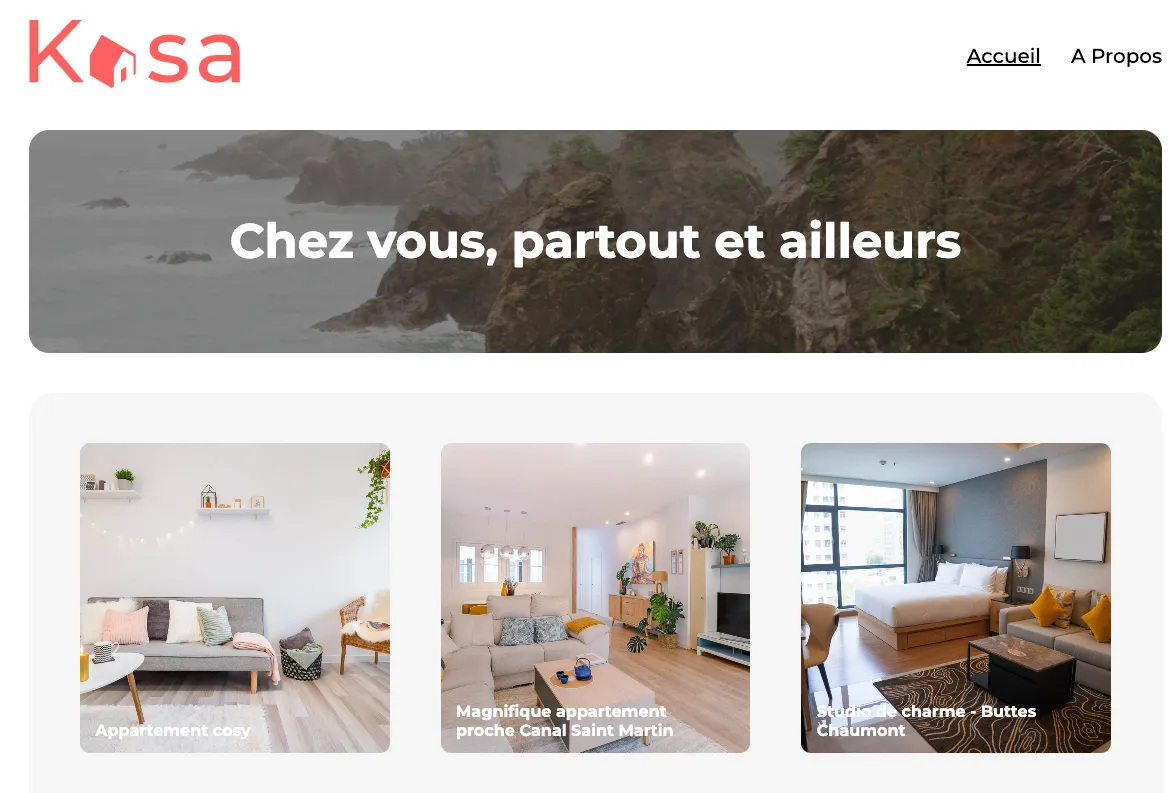 Kasa
Accueil
A Propos
Chez vous, partout et ailleurs
Appartement cosy
Magnifique appartement
proche Canal Saint Martin
Studio de charme - Buttes
Chaumont